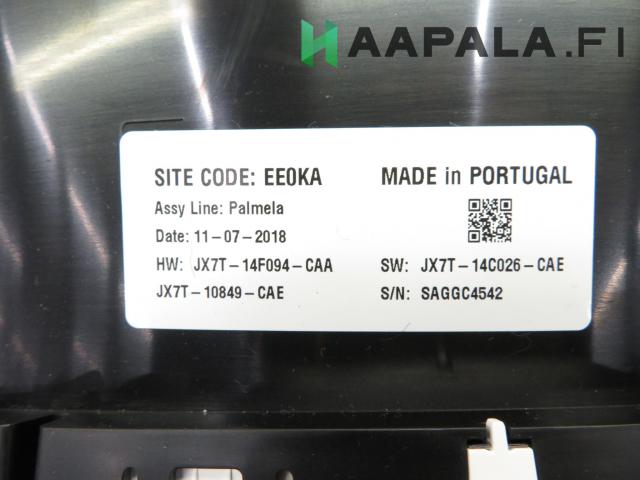 HAAPALA.FI
SITE CODE: EE0KA MADE in PORTUGAL
Assy Line: Palmela
Date: 11-07-2018
HW: JX7T-14F094-CAA SW: JX7T-14C026-CAE
JX7T-10849-CAE S/N: SAGGC4542